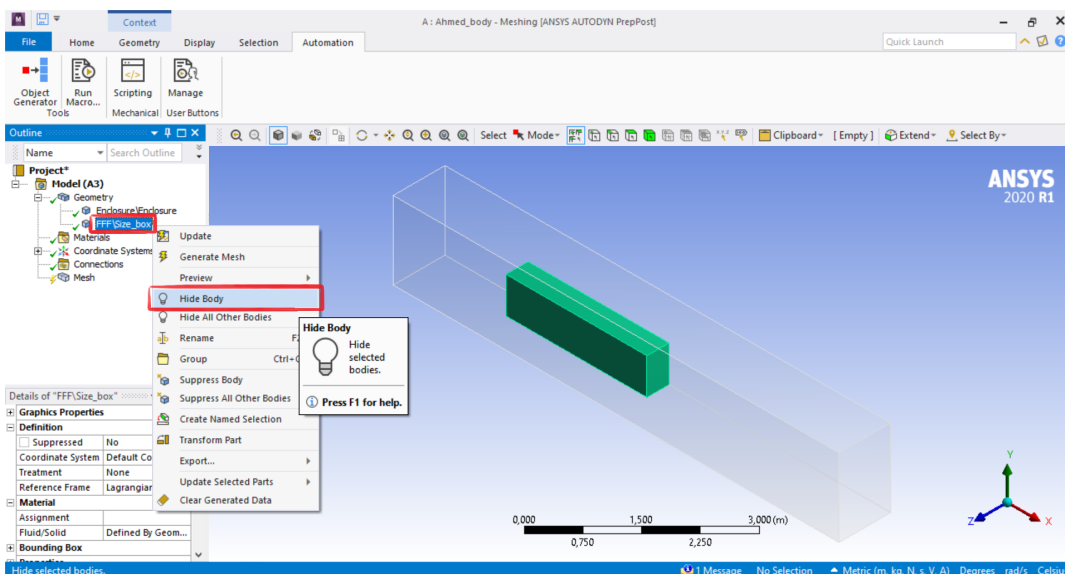 Context
A : Ahmed_body - Meshing [ANSYS AUTODYN PrepPost]
File Home Geometry Display Selection Automation
Quick Launch
Object Generator
Run Macro...
Scripting
Manage
Tools
Mechanical
User Buttons
Outline
Select Mode
Clipboard
[ Empty ]
Extend
Select By
Name
Search Outline
Project*
Model (A3)
Geometry
Enclosure\Enclosure
FFF\Size_box
Materials
Coordinate Systems
Connections
Mesh
Update
Generate Mesh
Preview
Hide Body
Hide All Other Bodies
Rename
Group Ctrl+
Suppress Body
Suppress All Other Bodies
Create Named Selection
Transform Part
Export...
Update Selected Parts
Clear Generated Data
Hide Body
Hide
selected
bodies.
Press F1 for help.
ANSYS
2020 R1
Details of "FFF\Size_box"
Graphics Properties
Definition
Suppressed No
Coordinate System Default Co
Treatment None
Reference Frame Lagrangian
Material
Assignment
Fluid/Solid Defined By Geom...
Bounding Box
0,000 1,500 3,000 (m)
0,750 2,250
Y
Z
X
Hide selected bodies.
1 Message No Selection Metric (m, kg, N, s, V, A) Degrees rad/s Celsiu